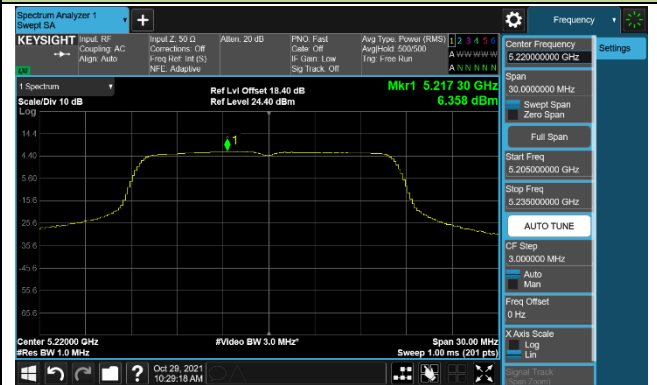 Spectrum Analyzer 1
Swept SA
Frequency
KEYSIGHT
Input: RF
Coupling: AC
Align: Auto
Input Z: 50 Ω
Corrections: Off
Freq Ref: Int (S)
NFE: Adaptive
Atten: 20 dB
PNO: Fast
Gate: Off
IF Gain: Low
Sig Track: Off
Avg Type: Power (RMS)
Avg|Hold: 500/500
Trig: Free Run
1 2 3 4 5 6
A W W W W W
A N N N N N
LXI
1 Spectrum
Scale/Div 10 dB
Ref Lvl Offset 18.40 dB
Ref Level 24.40 dBm
Mkr1 5.217 30 GHz
6.358 dBm
Log
14.4
4.40
-5.60
-15.6
-25.6
-35.6
-45.6
-55.6
-65.6
1
Center 5.22000 GHz
#Res BW 1.0 MHz
#Video BW 3.0 MHz*
Span 30.00 MHz
Sweep 1.00 ms (201 pts)
Center Frequency
5.220000000 GHz
Settings
Span
30.0000000 MHz
Swept Span
Zero Span
Full Span
Start Freq
5.205000000 GHz
Stop Freq
5.235000000 GHz
AUTO TUNE
CF Step
3.000000 MHz
Auto
Man
Freq Offset
0 Hz
X Axis Scale
Log
Lin
Signal Track
(Span Zoom)
Oct 29, 2021
10:29:18 AM